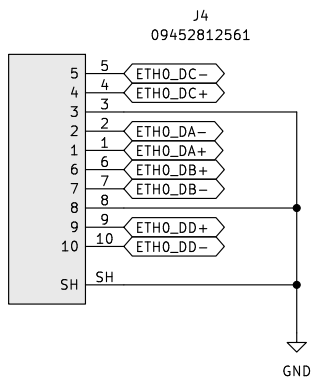 J4
09452812561
5 5 ETH0_DC-
4 4 ETH0_DC+
3 3
2 2 ETH0_DA-
1 1 ETH0_DA+
6 6 ETH0_DB+
7 7 ETH0_DB-
8 8
9 9 ETH0_DD+
10 10 ETH0_DD-
SH SH
GND